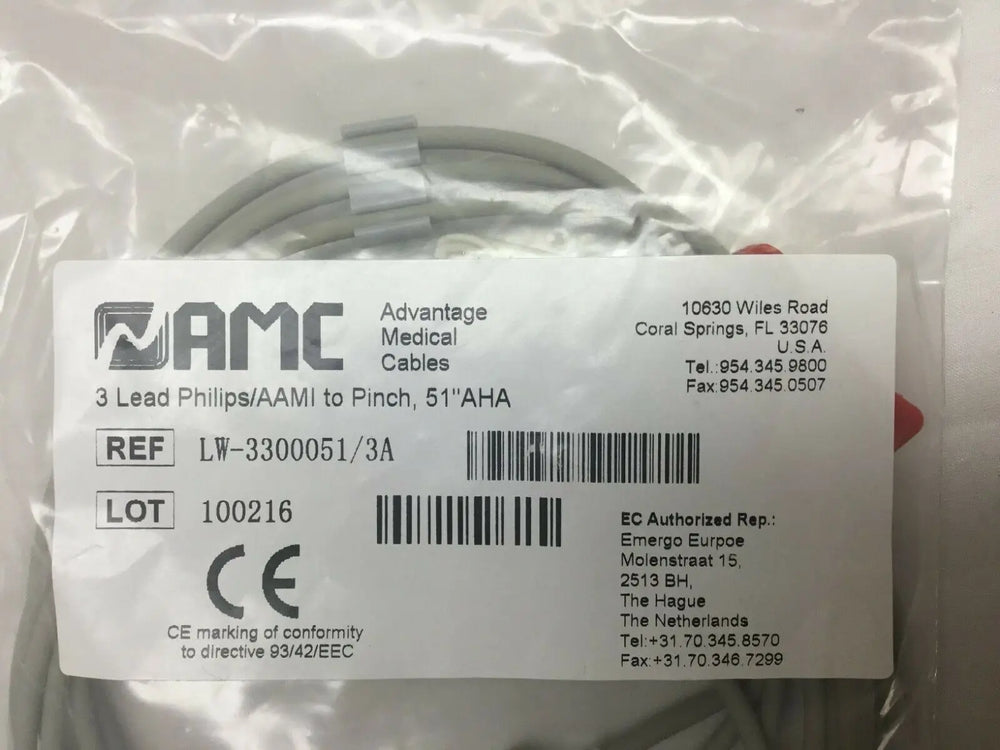 AMC
Advantage
Medical
Cables
10630 Wiles Road
Coral Springs, FL 33076
U.S.A.
Tel.:954.345.9800
Fax:954.345.0507
3 Lead Philips/AAMI to Pinch, 51"AHA
REF LW-3300051/3A
LOT 100216
CE
CE marking of conformity
to directive 93/42/EEC
EC Authorized Rep.:
Emergo Eurpoe
Molenstraat 15,
2513 BH,
The Hague
The Netherlands
Tel:+31.70.345.8570
Fax:+31.70.346.7299